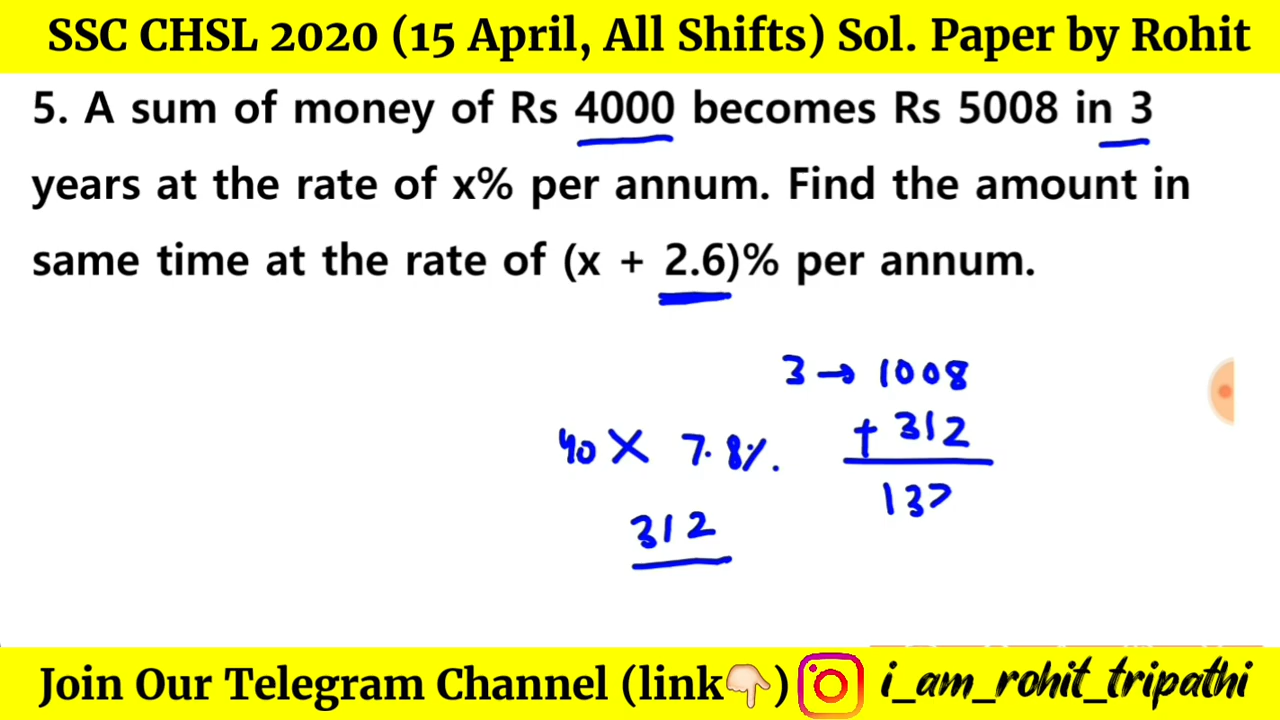 SSC CHSL 2020 (15 April, All Shifts) Sol. Paper by Rohit
5. A sum of money of Rs 4000 becomes Rs 5008 in 3
years at the rate of x% per annum. Find the amount in
same time at the rate of (x + 2.6)% per annum.
3 → 1008
+ 312
40 × 7.8%.
132
312
Join Our Telegram Channel (link👇🏻) i_am_rohit_tripathi